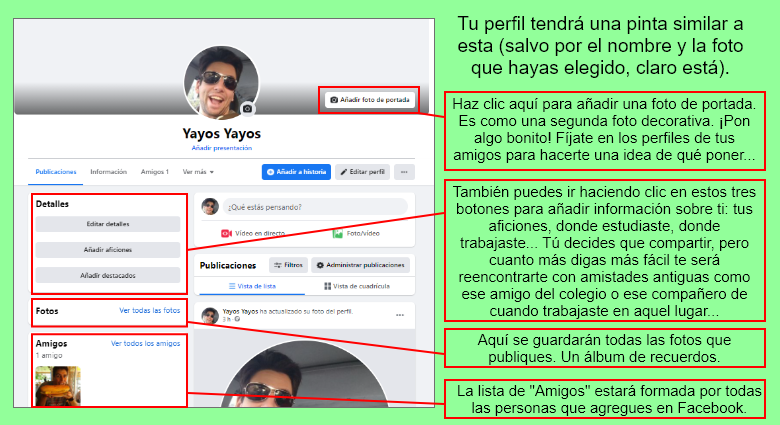 Tu perfil tendrá una pinta similar a
esta (salvo por el nombre y la foto
que hayas elegido, claro está).
Añadir foto de portada
Haz clic aquí para añadir una foto de portada.
Es como una segunda foto decorativa. ¡Pon
algo bonito! Fíjate en los perfiles de tus
amigos para hacerte una idea de qué poner...
Yayos Yayos
Añadir presentación
Publicaciones Información Amigos 1 Ver más
Añadir a historia Editar perfil
Detalles
Editar detalles
Añadir aficiones
Añadir destacados
¿Qué estás pensando?
Vídeo en directo Foto/vídeo
Publicaciones Filtros Administrar publicaciones
Vista de lista Vista de cuadrícula
También puedes ir haciendo clic en estos tres
botones para añadir información sobre ti: tus
aficiones, donde estudiaste, donde
trabajaste... Tú decides que compartir, pero
cuanto más digas más fácil te será
reencontrarte con amistades antiguas como
ese amigo del colegio o ese compañero de
cuando trabajaste en aquel lugar...
Fotos Ver todas las fotos
Yayos Yayos ha actualizado su foto del perfil.
Aquí se guardarán todas las fotos que
publiques. Un álbum de recuerdos.
Amigos Ver todos los amigos
1 amigo
La lista de "Amigos" estará formada por todas
las personas que agregues en Facebook.